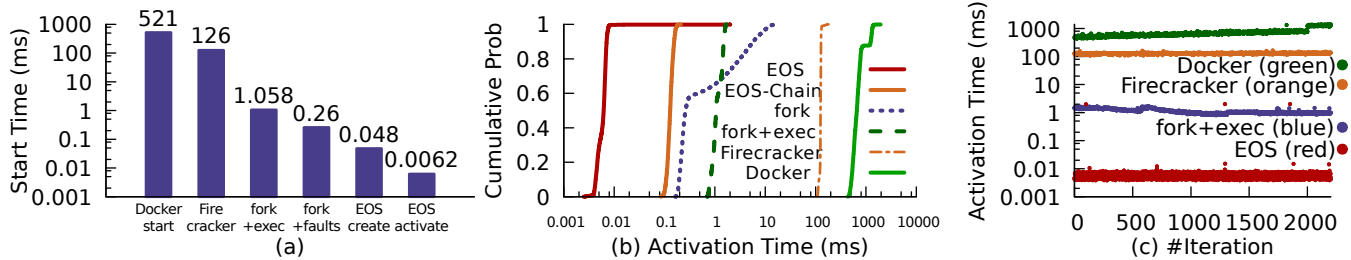 Start Time (ms)
1000
100
10
1
0.1
0.01
0.001
521
126
1.058
0.26
0.048
0.0062
Docker start
Fire cracker
fork +exec
fork +faults
EOS create
EOS activate
(a)
Cumulative Prob
1
0.8
0.6
0.4
0.2
0
EOS
EOS-Chain
fork
fork+exec
Firecracker
Docker
0.001 0.01 0.1 1 10 100 1000 10000
(b) Activation Time (ms)
Activation Time (ms)
1000
100
10
1
0.1
0.01
0.001
Docker (green)
Firecracker (orange)
fork+exec (blue)
EOS (red)
0 500 1000 1500 2000
(c) #Iteration